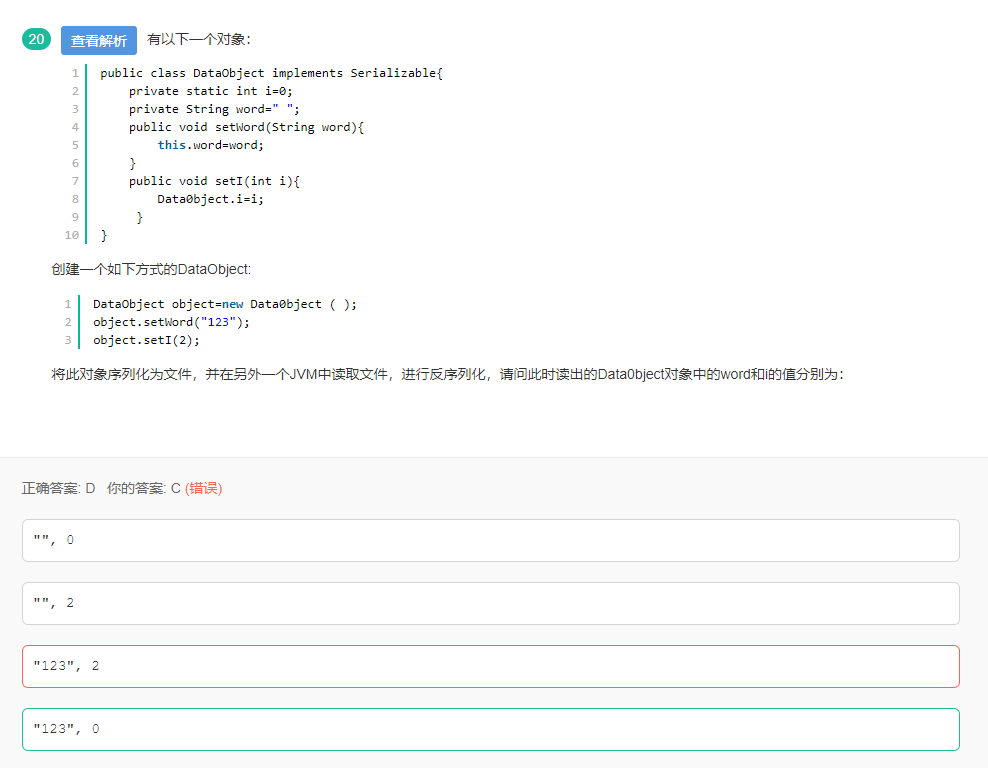 20 查看解析 有以下一个对象：
1 public class DataObject implements Serializable{
2 private static int i=0;
3 private String word=" ";
4 public void setWord(String word){
5 this.word=word;
6 }
7 public void setI(int i){
8 Data0bject.i=i;
9 }
10 }
创建一个如下方式的DataObject:
1 DataObject object=new Data0bject ( );
2 object.setWord("123");
3 object.setI(2);
将此对象序列化为文件，并在另外一个JVM中读取文件，进行反序列化，请问此时读出的Data0bject对象中的word和i的值分别为：
正确答案: D 你的答案: C (错误)
"", 0
"", 2
"123", 2
"123", 0